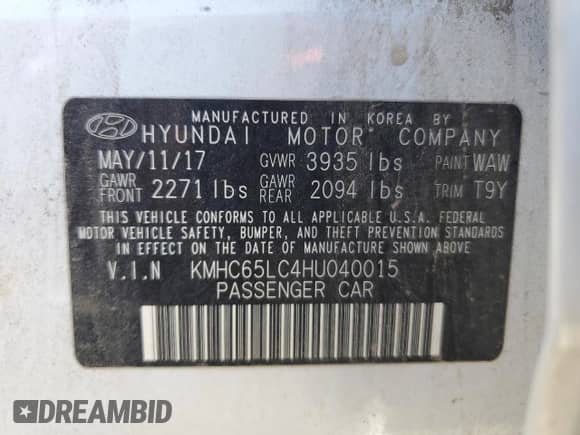 MANUFACTURED IN KOREA BY
HYUNDAI MOTOR COMPANY
MAY/11/17 GVWR 3935 lbs PAINT WAW
GAWR FRONT 2271 lbs GAWR REAR 2094 lbs TRIM T9Y
THIS VEHICLE CONFORMS TO ALL APPLICABLE U.S.A. FEDERAL
MOTOR VEHICLE SAFETY, BUMPER, AND THEFT PREVENTION
STANDARDS IN EFFECT ON THE DATE OF MANUFACTURE SHOWN ABOVE.
V.I.N KMHC65LC4HU040015
PASSENGER CAR
DREAMBID